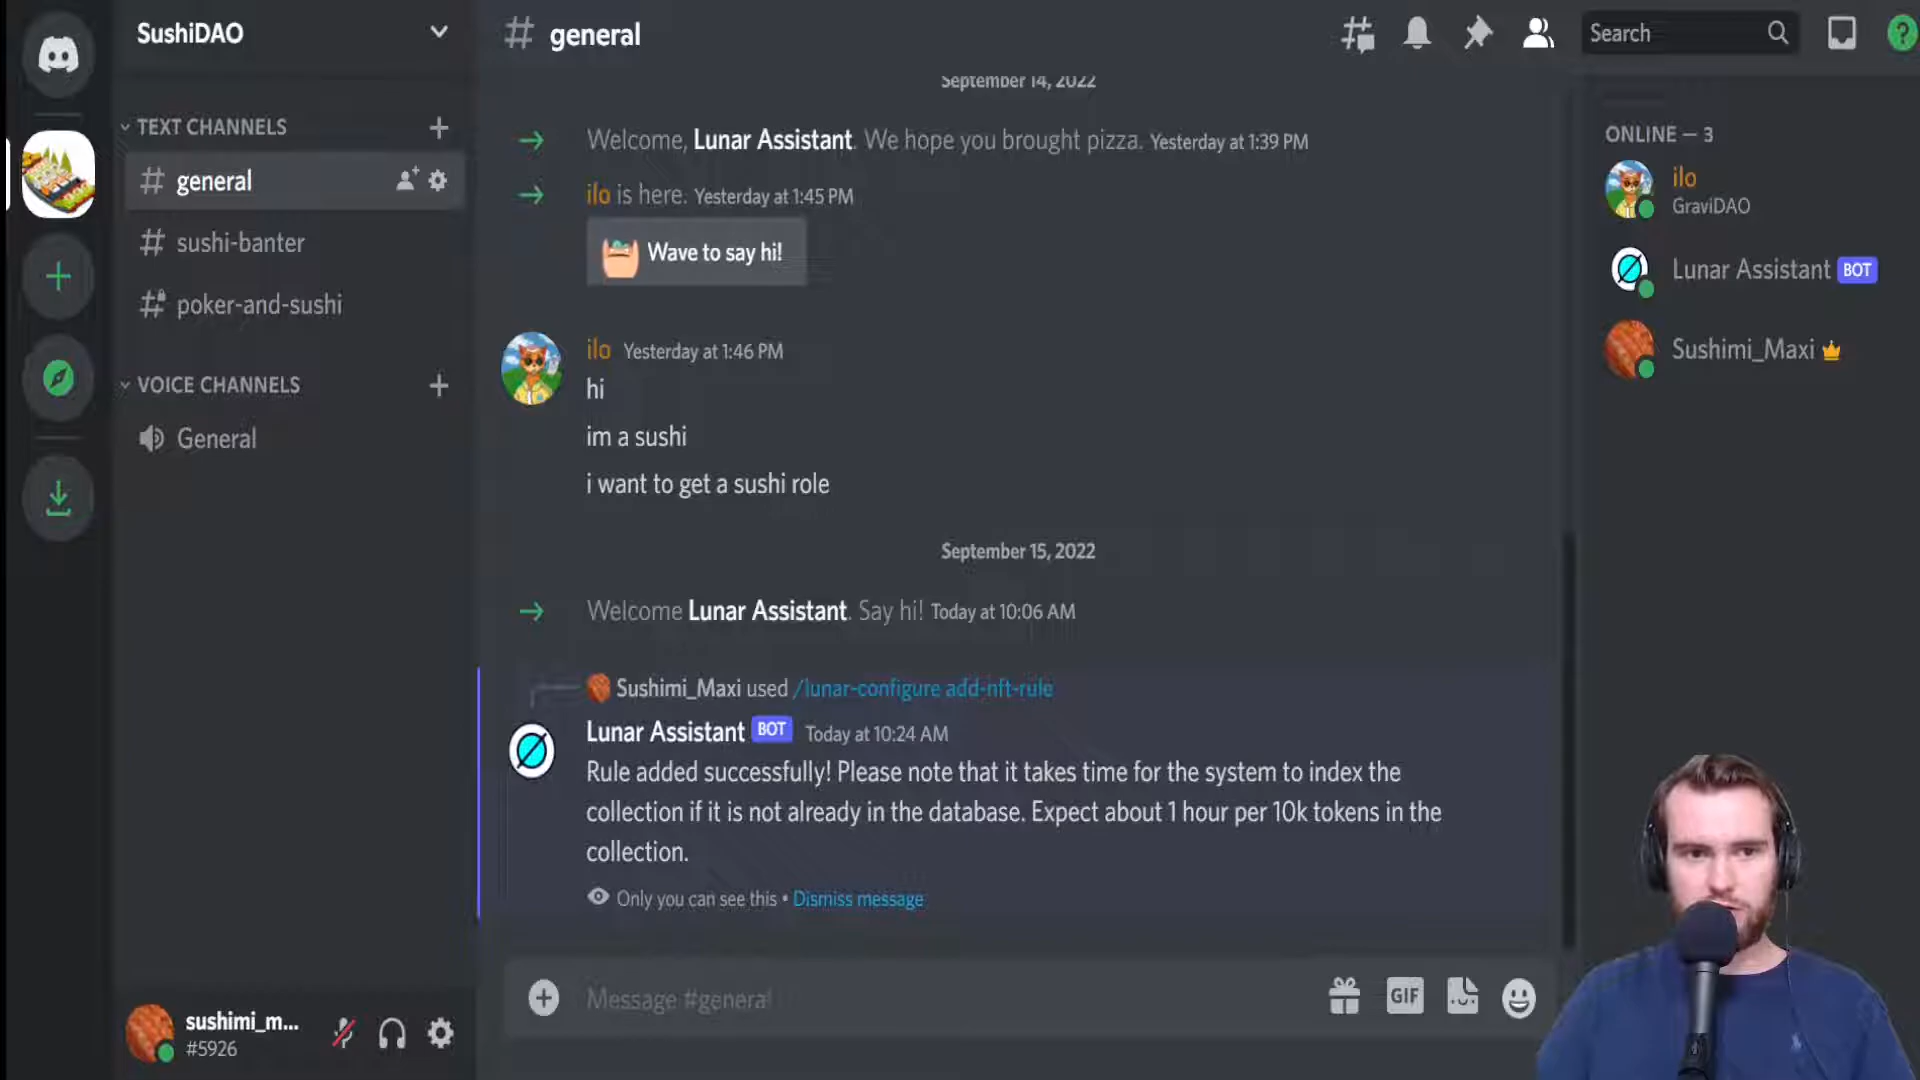 SushiDAO
TEXT CHANNELS
general
sushi-banter
poker-and-sushi
VOICE CHANNELS
General
sushimi_m...
#5926
general
Search
September 14, 2022
Welcome, Lunar Assistant. We hope you brought pizza. Yesterday at 1:39 PM
ilo is here. Yesterday at 1:45 PM
Wave to say hi!
ilo Yesterday at 1:46 PM
hi
im a sushi
i want to get a sushi role
September 15, 2022
Welcome Lunar Assistant. Say hi! Today at 10:06 AM
Sushimi_Maxi used /lunar-configure add-nft-rule
Lunar Assistant BOT Today at 10:24 AM
Rule added successfully! Please note that it takes time for the system to index the
collection if it is not already in the database. Expect about 1 hour per 10k tokens in the
collection.
Only you can see this • Dismiss message
Message #general
GIF
ONLINE — 3
ilo
GraviDAO
Lunar Assistant BOT
Sushimi_Maxi